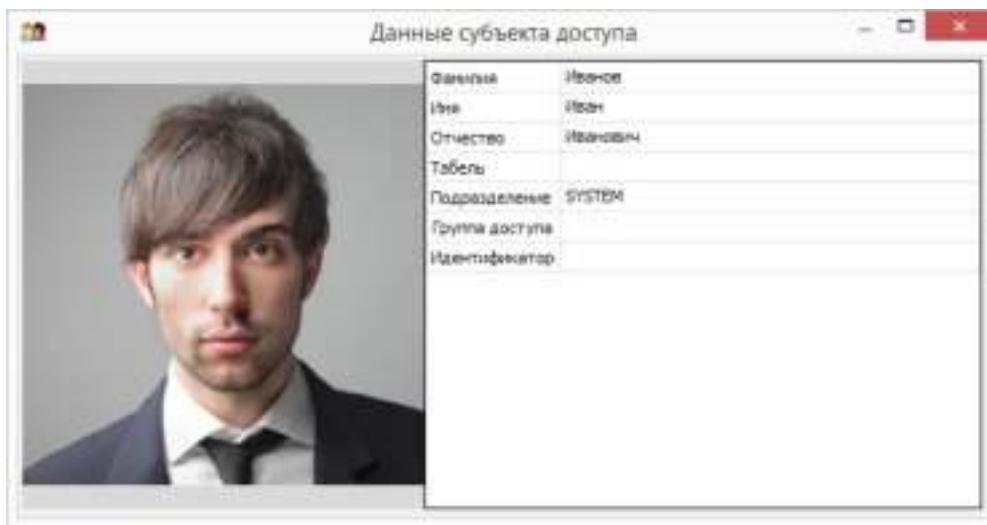 Данные субъекта доступа
Фамилия Иванов
Имя Иван
Отчество Иванович
Табель
Подразделение SYSTEM
Группа доступа
Идентификатор